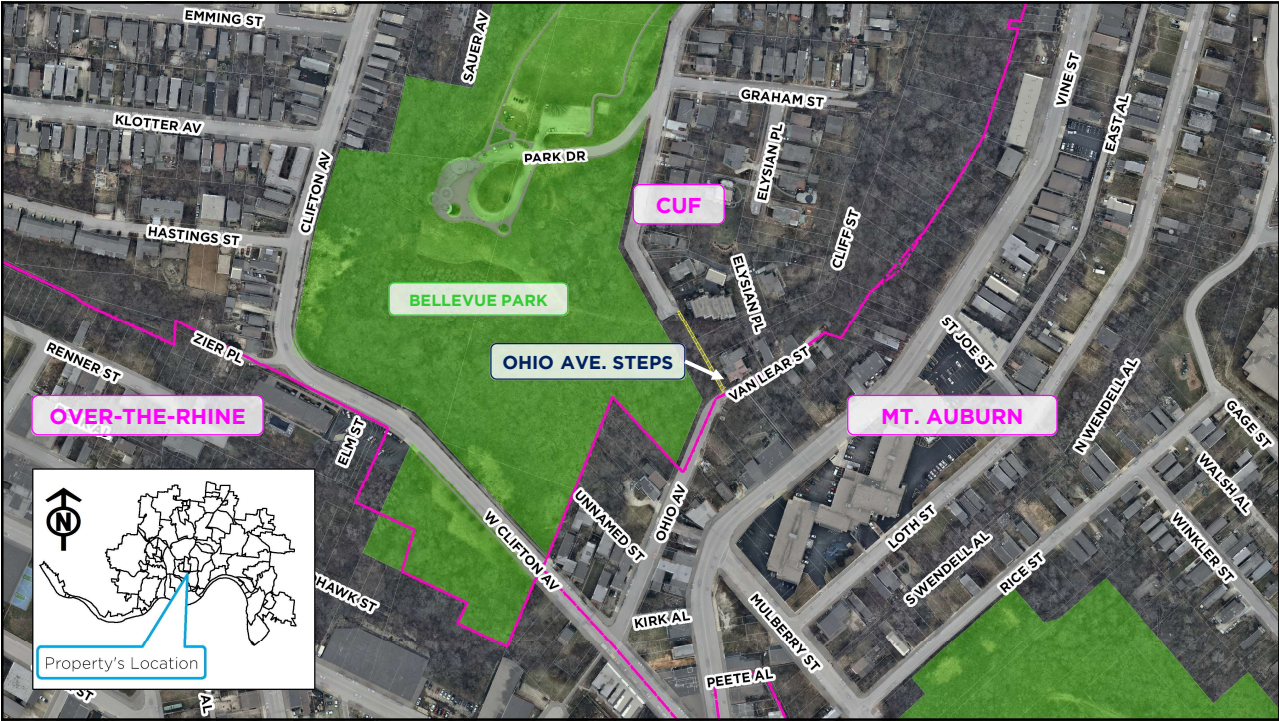 EMMING ST
SAUER AV
KLOTTER AV
CLIFTON AV
HASTINGS ST
PARK DR
GRAHAM ST
ELYSIAN PL
VINE ST
EAST AL
CUF
CLIFF ST
BELLEVUE PARK
ELYSIAN PL
ZIER PL
RENNER ST
OHIO AVE. STEPS
VAN LEAR ST
ST JOE ST
OVER-THE-RHINE
MT. AUBURN
ELM ST
N WENDELL AL
GAGE ST
WALSH AL
WINKLER ST
UNNAMED ST
OHIO AV
W CLIFTON AV
LOTH ST
S WENDELL AL
RICE ST
HAWK ST
KIRK AL
MULBERRY ST
PEETE AL
N
Property's Location
ST
AL